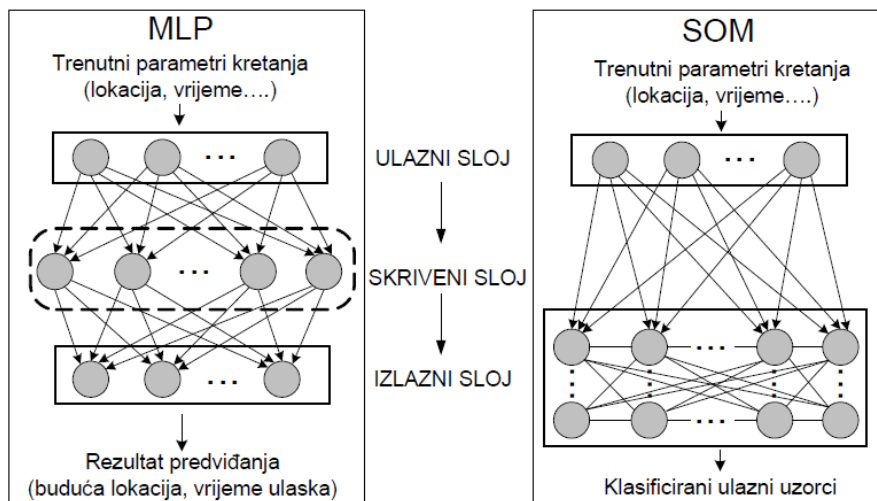 MLP
Trenutni parametri kretanja
(lokacija, vrijeme....)
ULAZNI SLOJ
SKRIVENI SLOJ
IZLAZNI SLOJ
Rezultat predviđanja
(buduća lokacija, vrijeme ulaska)
SOM
Trenutni parametri kretanja
(lokacija, vrijeme....)
Klasificirani ulazni uzorci